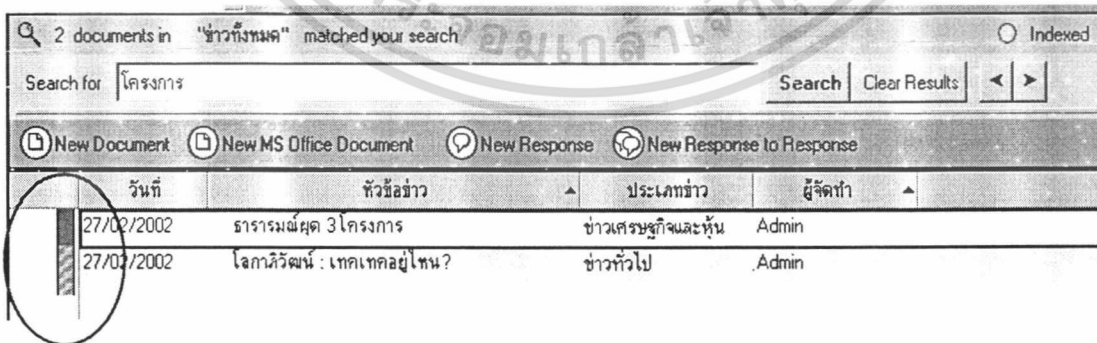 2 documents in "ข่าวทั้งหมด" matched your search Indexed
Search for โครงการ Search Clear Results < >
New Document New MS Office Document New Response New Response to Response
วันที่ หัวข้อข่าว ประเภทข่าว ผู้จัดทำ
27/02/2002 ธารารมณ์ผุด 3โครงการ ข่าวเศรษฐกิจและหุ้น Admin
27/02/2002 โลกาภิวัฒน์ : เทคเทคอยู่ไหน? ข่าวทั่วไป Admin